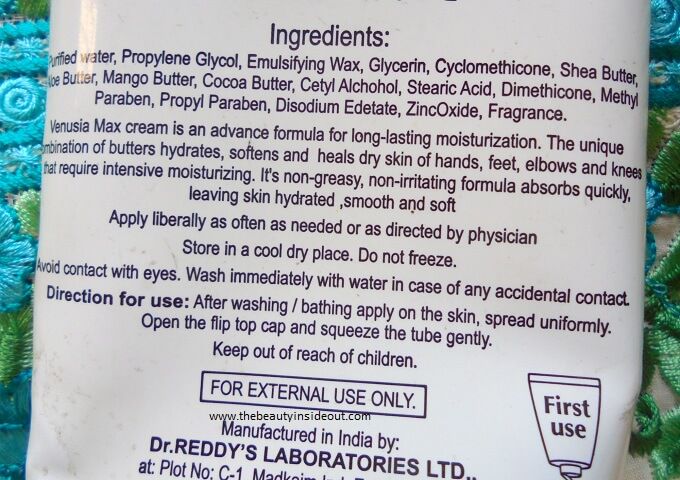 Ingredients:
Purified water, Propylene Glycol, Emulsifying Wax, Glycerin, Cyclomethicone, Shea Butter,
Aloe Butter, Mango Butter, Cocoa Butter, Cetyl Alchohol, Stearic Acid, Dimethicone, Methyl
Paraben, Propyl Paraben, Disodium Edetate, ZincOxide, Fragrance.
Venusia Max cream is an advance formula for long-lasting moisturization. The unique
combination of butters hydrates, softens and heals dry skin of hands, feet, elbows and knees
that require intensive moisturizing. It's non-greasy, non-irritating formula absorbs quickly,
leaving skin hydrated ,smooth and soft
Apply liberally as often as needed or as directed by physician
Store in a cool dry place. Do not freeze.
Avoid contact with eyes. Wash immediately with water in case of any accidental contact.
Direction for use: After washing / bathing apply on the skin, spread uniformly.
Open the flip top cap and squeeze the tube gently.
Keep out of reach of children.
FOR EXTERNAL USE ONLY.
www.thebeautyinsideout.com
First
use
Manufactured in India by:
Dr.REDDY'S LABORATORIES LTD.,
at: Plot No: C-1, Madkaim Ind.